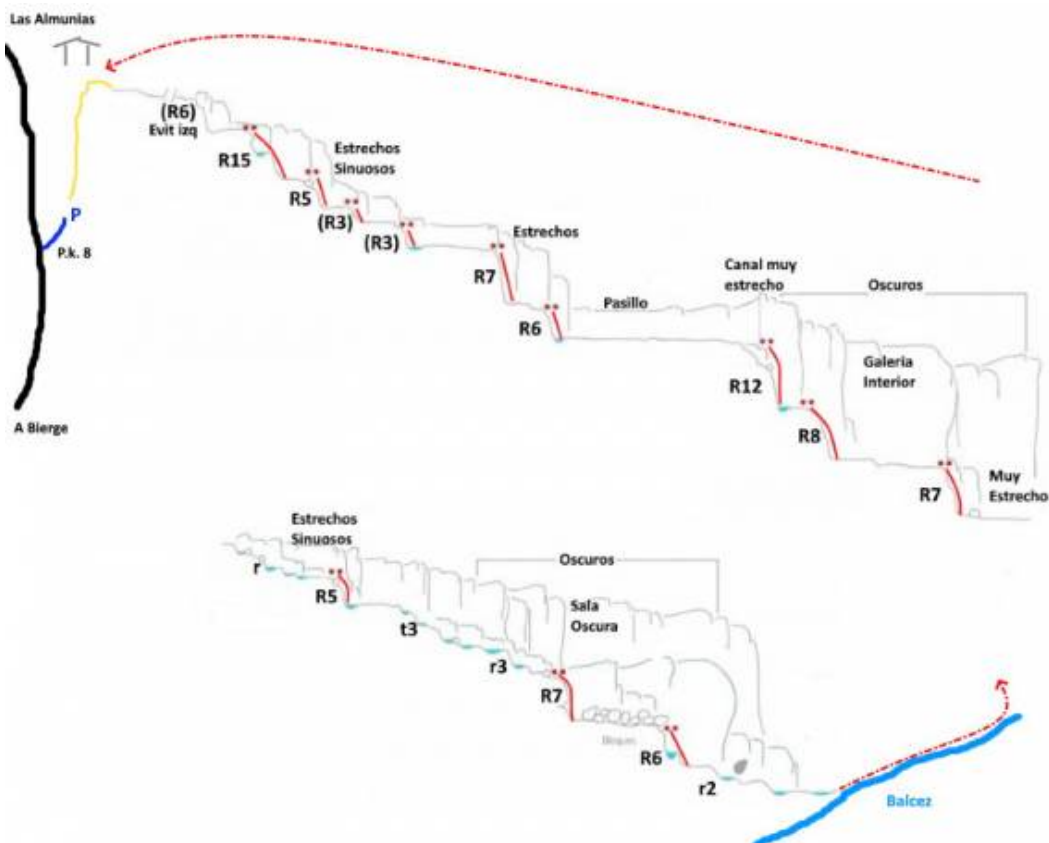 Las Almunias
(R6)
Evit izq
R15
Estrechos
Sinuosos
R5
(R3)
(R3)
P
P.k. 8
Estrechos
R7
R6
Pasillo
Canal muy
estrecho
Oscuros
Galeria
Interior
R12
R8
R7
Muy
Estrecho
A Bierge
Estrechos
Sinuosos
r
R5
Oscuros
t3
Sala
Oscura
r3
R7
R6
r2
Balcez